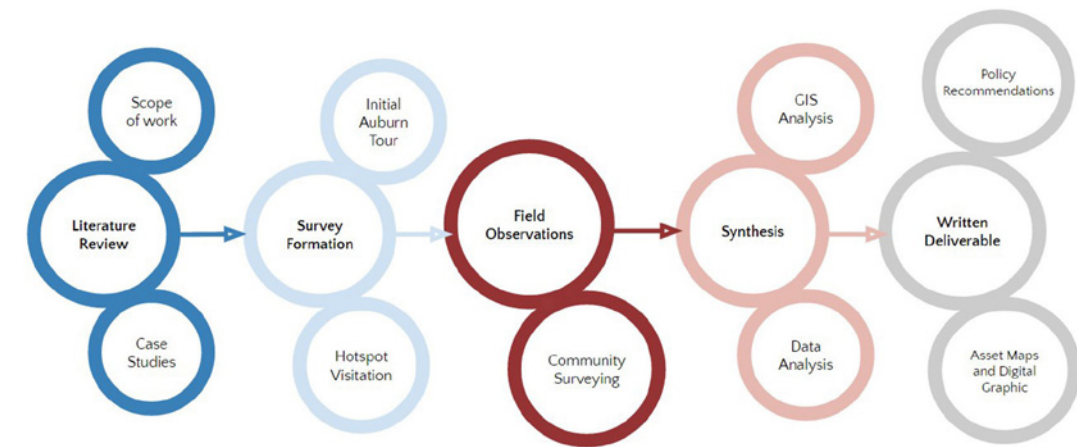 Scope
of work
Literature
Review
Case
Studies
Initial
Auburn
Tour
Survey
Formation
Hotspot
Visitation
Field
Observations
Community
Surveying
GIS
Analysis
Synthesis
Data
Analysis
Policy
Recommendations
Written
Deliverable
Asset Maps
and Digital
Graphic